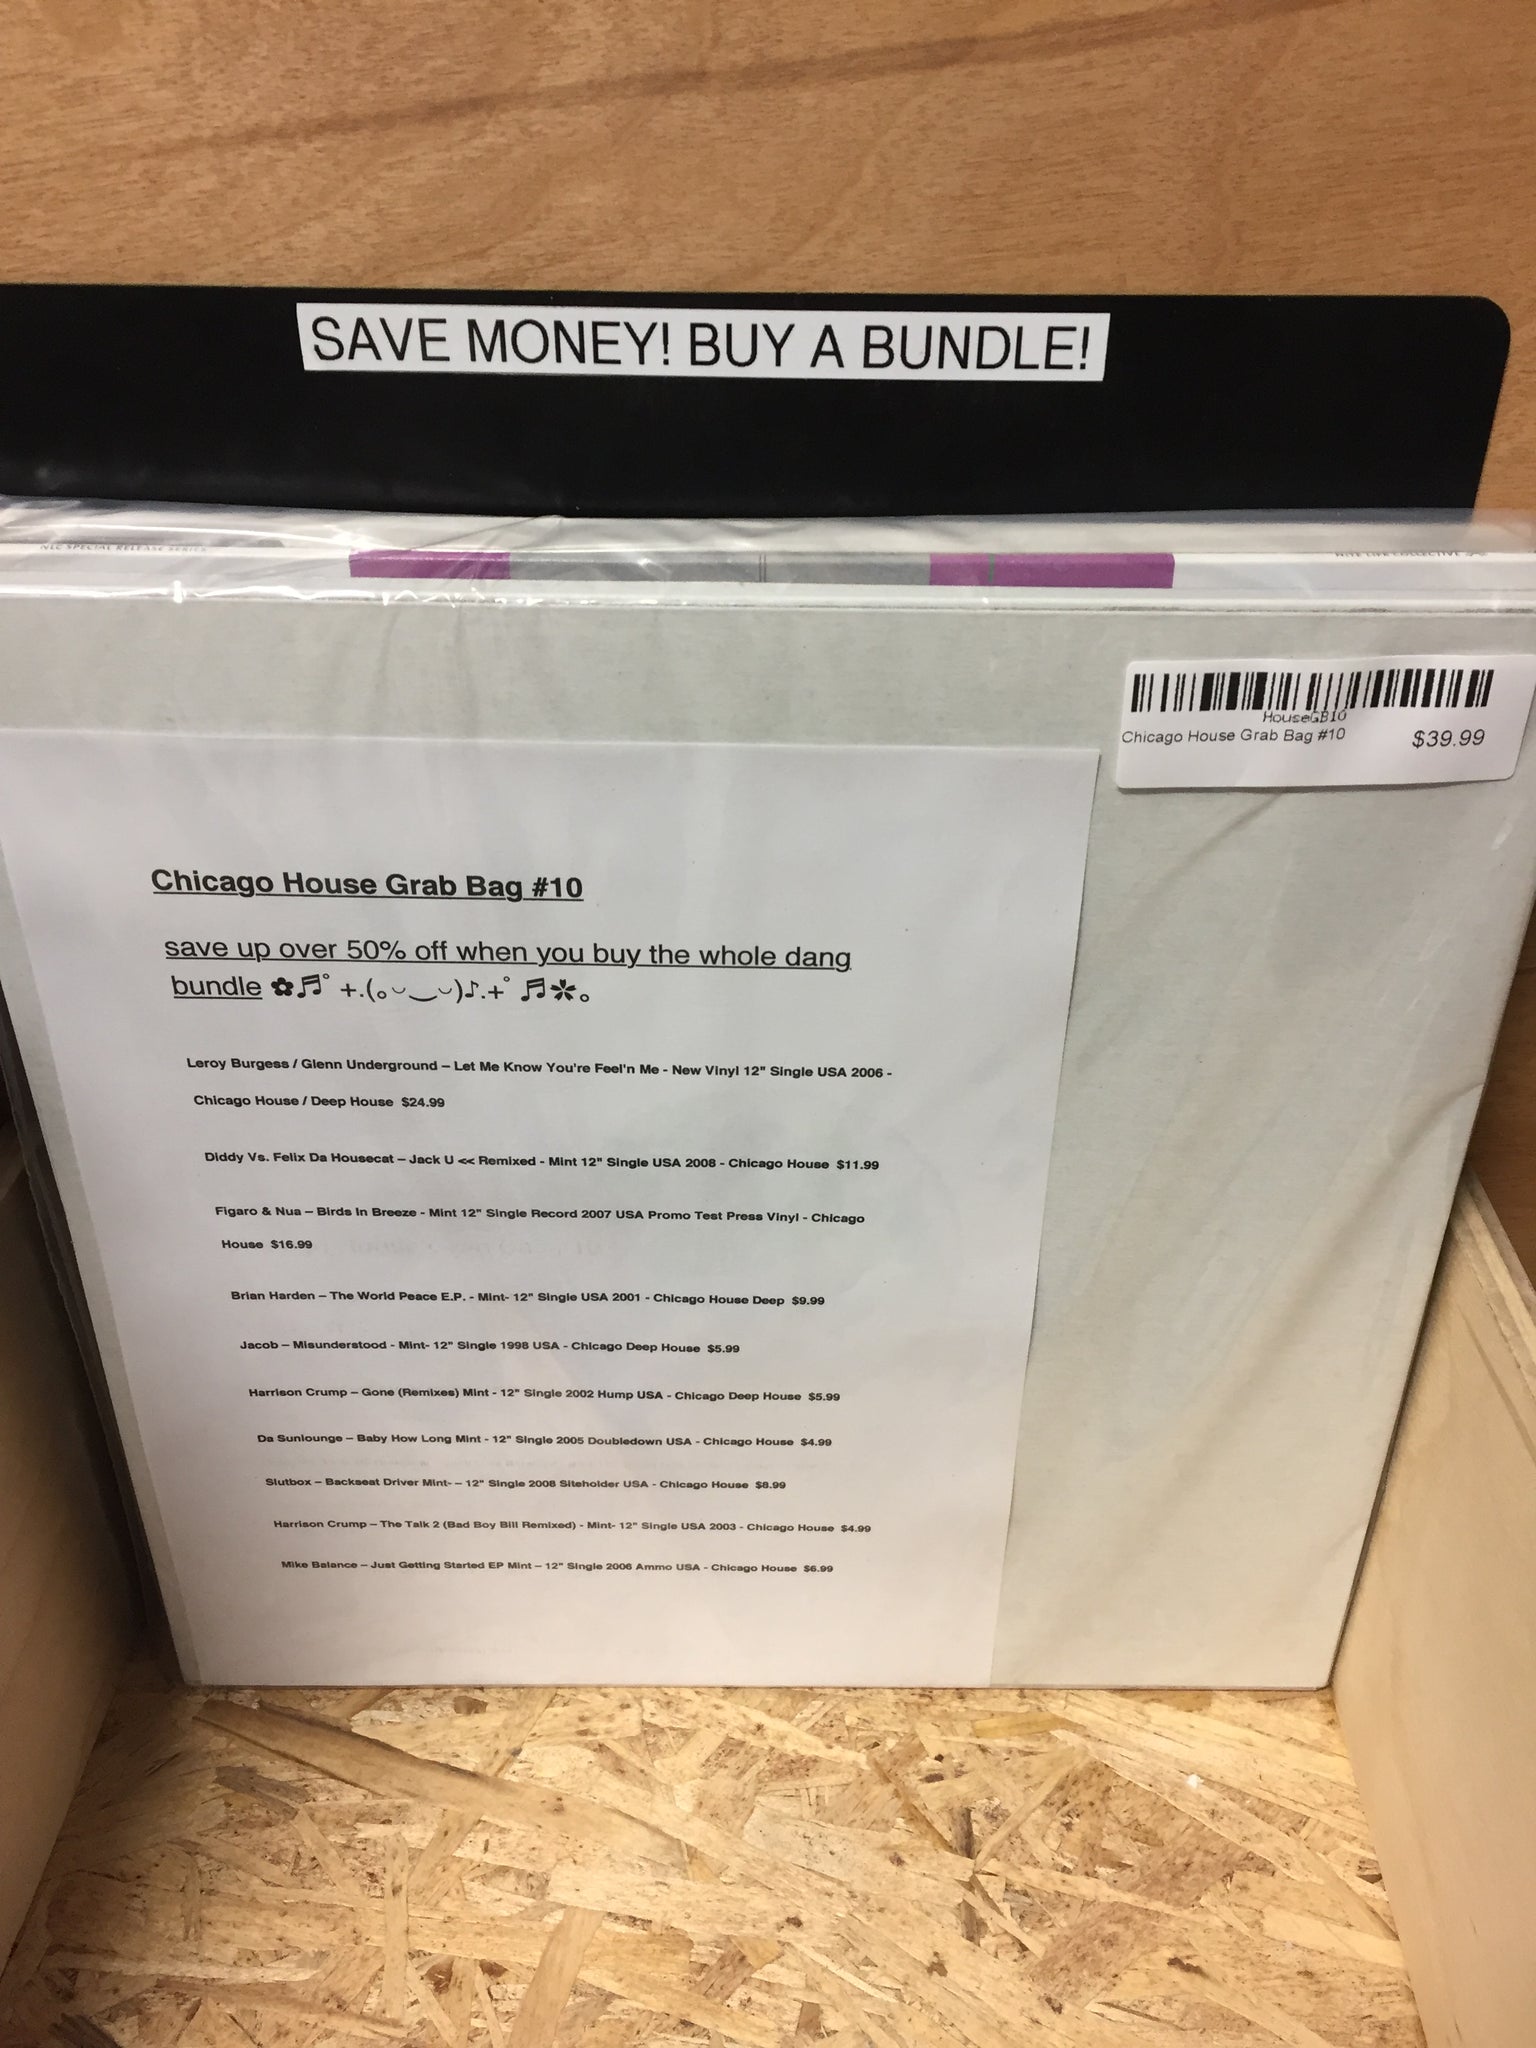 SAVE MONEY! BUY A BUNDLE!
NLC SPECIAL RELEASE SERIES
NITE LIFE COLLECTIVE
HouseGB10
Chicago House Grab Bag #10 $39.99
Chicago House Grab Bag #10
save up over 50% off when you buy the whole dang
bundle ✿♬ﾟ+.(｡◡‿◡)♪.+ﾟ♬✼｡
Leroy Burgess / Glenn Underground – Let Me Know You're Feel'n Me - New Vinyl 12" Single USA 2006 -
Chicago House / Deep House $24.99
Diddy Vs. Felix Da Housecat – Jack U << Remixed - Mint 12" Single USA 2008 - Chicago House $11.99
Figaro & Nua – Birds In Breeze - Mint 12" Single Record 2007 USA Promo Test Press Vinyl - Chicago
House $16.99
Brian Harden – The World Peace E.P. - Mint- 12" Single USA 2001 - Chicago House Deep $9.99
Jacob – Misunderstood - Mint- 12" Single 1998 USA - Chicago Deep House $5.99
Harrison Crump – Gone (Remixes) Mint - 12" Single 2002 Hump USA - Chicago Deep House $5.99
Da Sunlounge – Baby How Long Mint - 12" Single 2005 Doubledown USA - Chicago House $4.99
Slutbox – Backseat Driver Mint- – 12" Single 2008 Siteholder USA - Chicago House $8.99
Harrison Crump – The Talk 2 (Bad Boy Bill Remixed) - Mint- 12" Single USA 2003 - Chicago House $4.99
Mike Balance – Just Getting Started EP Mint – 12" Single 2006 Ammo USA - Chicago House $6.99